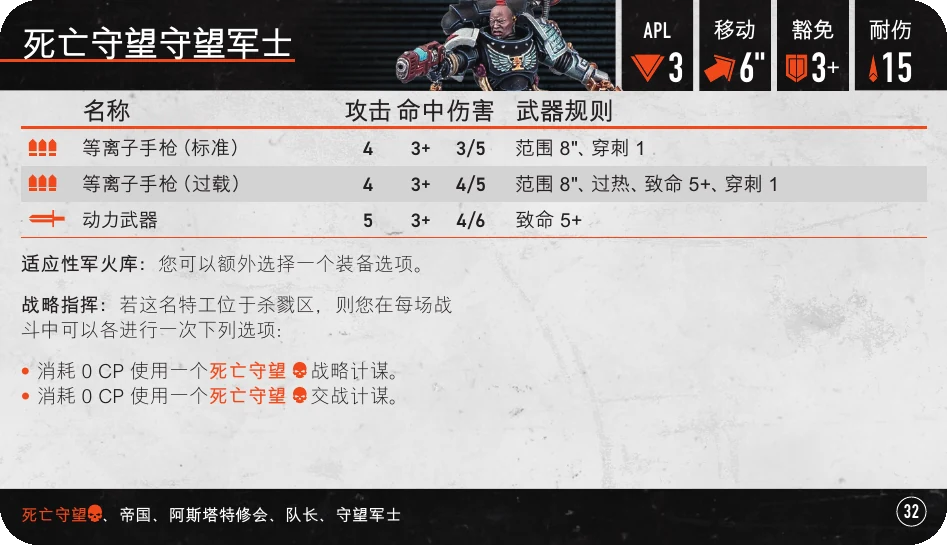 死亡守望守望军士
APL 移动 豁免 耐伤
3 6" 3+ 15
名称 攻击 命中 伤害 武器规则
等离子手枪（标准） 4 3+ 3/5 范围 8"、穿刺 1
等离子手枪（过载） 4 3+ 4/5 范围 8"、过热、致命 5+、穿刺 1
动力武器 5 3+ 4/6 致命 5+
适应性军火库：您可以额外选择一个装备选项。
战略指挥：若这名特工位于杀戮区，则您在每场战
斗中可以各进行一次下列选项：
• 消耗 0 CP 使用一个死亡守望战略计谋。
• 消耗 0 CP 使用一个死亡守望交战计谋。
死亡守望、帝国、阿斯塔特修会、队长、守望军士
32